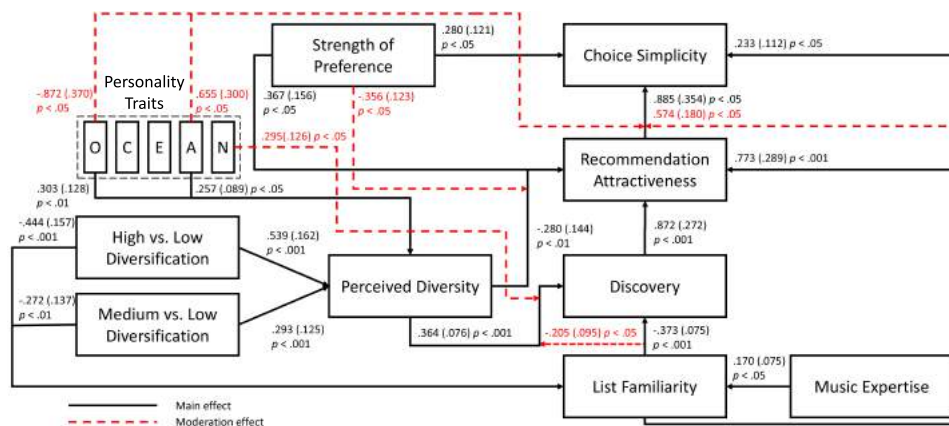 .280 (.121)
p < .05
Strength of
Preference
Choice Simplicity
.233 (.112) p < .05
Personality
Traits
-.872 (.370)
p < .05
.655 (.300)
p < .05
.367 (.156)
p < .05
-.356 (.123)
p < .05
.885 (.354) p < .05
.574 (.180) p < .05
.295(.126) p < .05
O C E A N
Recommendation
Attractiveness
.773 (.289) p < .001
.303 (.128)
p < .01
.257 (.089) p < .05
-.444 (.157)
p < .001
High vs. Low
Diversification
.539 (.162)
p < .001
-.280 (.144)
p < .01
.872 (.272)
p < .001
Perceived Diversity
Discovery
-.272 (.137)
p < .01
Medium vs. Low
Diversification
.293 (.125)
p < .001
.364 (.076) p < .001
-.205 (.095) p < .05
-.373 (.075)
p < .001
.170 (.075)
p < .05
List Familiarity
Music Expertise
Main effect
Moderation effect